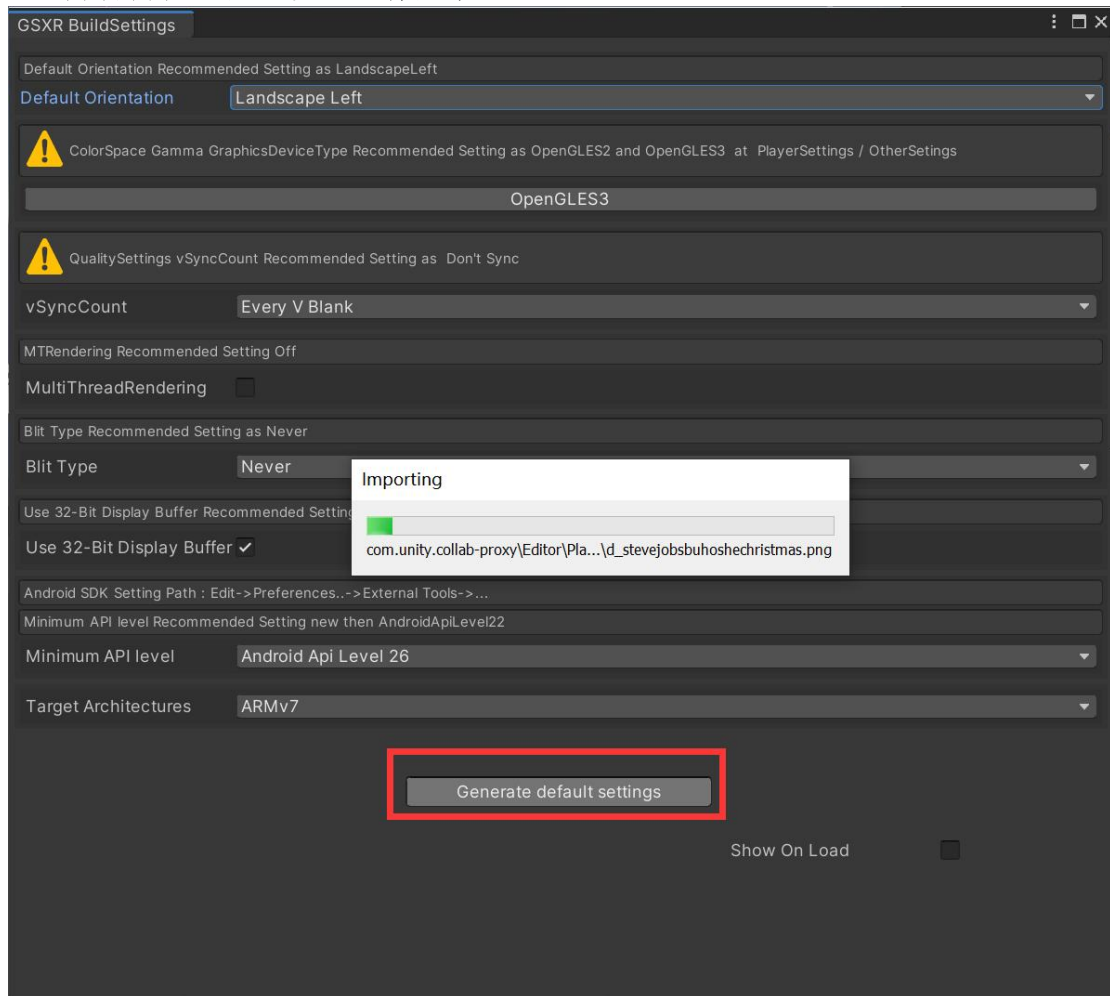 GSXR BuildSettings
Default Orientation Recommended Setting as LandscapeLeft
Default Orientation Landscape Left
ColorSpace Gamma GraphicsDeviceType Recommended Setting as OpenGLES2 and OpenGLES3 at PlayerSettings / OtherSetings
OpenGLES3
QualitySettings vSyncCount Recommended Setting as Don't Sync
vSyncCount Every V Blank
MTRendering Recommended Setting Off
MultiThreadRendering
Blit Type Recommended Setting as Never
Blit Type Never
Importing
Use 32-Bit Display Buffer Recommended Setting
Use 32-Bit Display Buffer
com.unity.collab-proxy\Editor\Pla...\d_stevejobsbuhoshechristmas.png
Android SDK Setting Path : Edit->Preferences..->External Tools->...
Minimum API level Recommended Setting new then AndroidApiLevel22
Minimum API level Android Api Level 26
Target Architectures ARMv7
Generate default settings
Show On Load